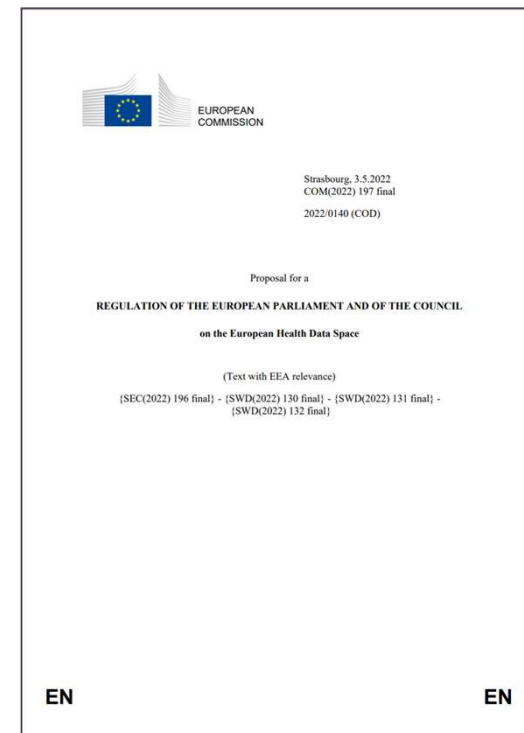 EUROPEAN
COMMISSION
Strasbourg, 3.5.2022
COM(2022) 197 final
2022/0140 (COD)
Proposal for a
REGULATION OF THE EUROPEAN PARLIAMENT AND OF THE COUNCIL
on the European Health Data Space
(Text with EEA relevance)
{SEC(2022) 196 final} - {SWD(2022) 130 final} - {SWD(2022) 131 final} -
{SWD(2022) 132 final}
EN EN